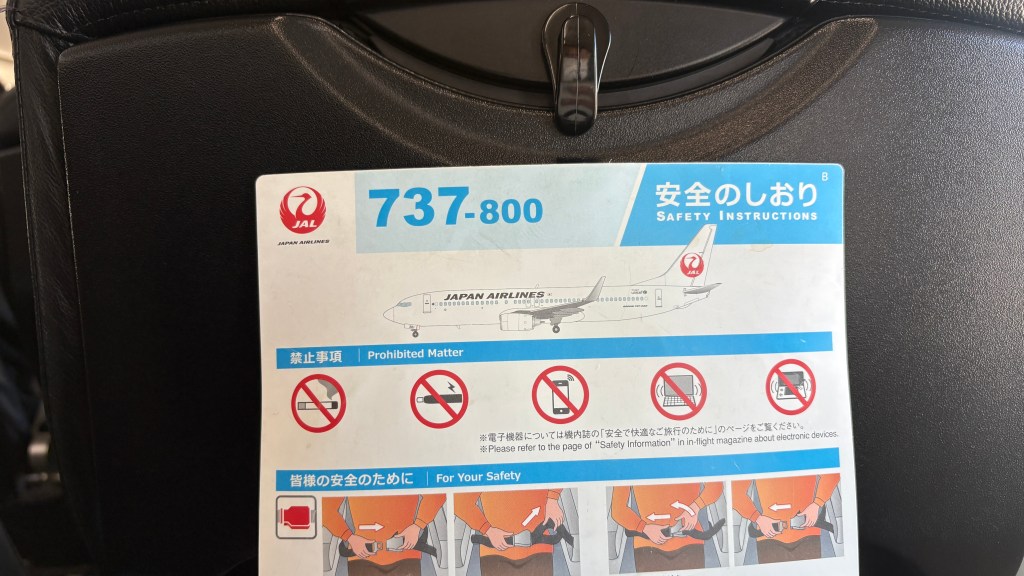 JAL
JAPAN AIRLINES
737-800
安全のしおり
B
SAFETY INSTRUCTIONS
JAPAN AIRLINES
JAL
禁止事項
Prohibited Matter
※電子機器については機内誌の「安全で快適なご旅行のために」のページをご覧ください。
※Please refer to the page of “Safety Information” in in-flight magazine about electronic devices.
皆様の安全のために
For Your Safety